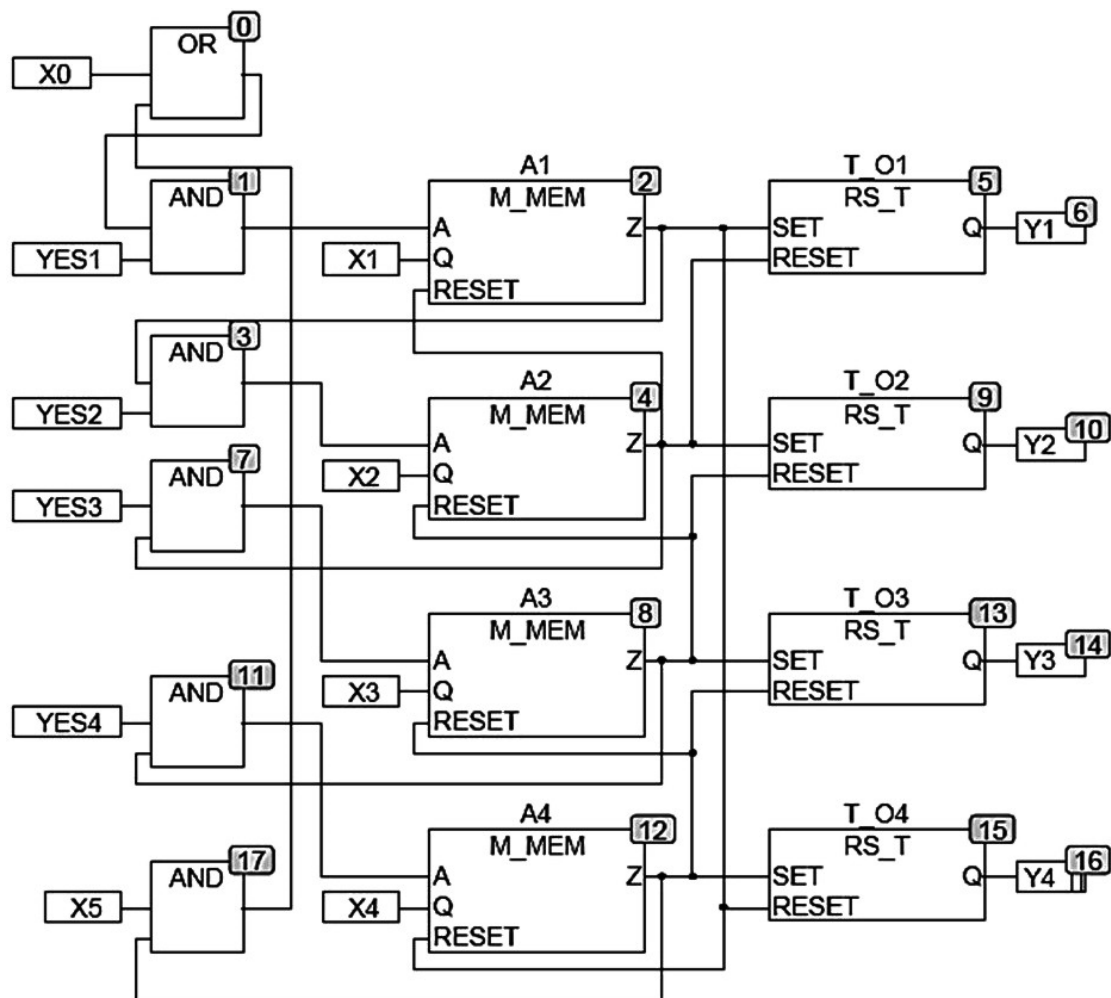 0
OR
X0
1
AND
YES1
A1
M_MEM
2
A
Z
X1
Q
RESET
T_O1
RS_T
5
SET
Q
RESET
6
Y1
3
AND
YES2
A2
M_MEM
4
A
Z
X2
Q
RESET
T_O2
RS_T
9
SET
Q
RESET
10
Y2
7
AND
YES3
A3
M_MEM
8
A
Z
X3
Q
RESET
T_O3
RS_T
13
SET
Q
RESET
14
Y3
11
AND
YES4
A4
M_MEM
12
A
Z
X4
Q
RESET
T_O4
RS_T
15
SET
Q
RESET
16
Y4
17
AND
X5